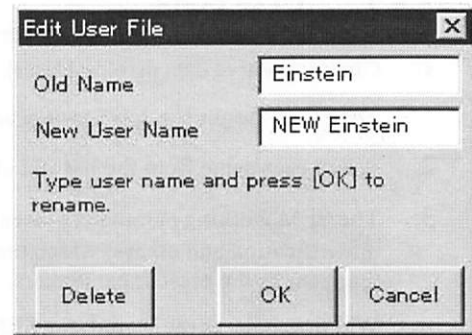 Edit User File
Old Name Einstein
New User Name NEW Einstein
Type user name and press [OK] to
rename.
Delete OK Cancel